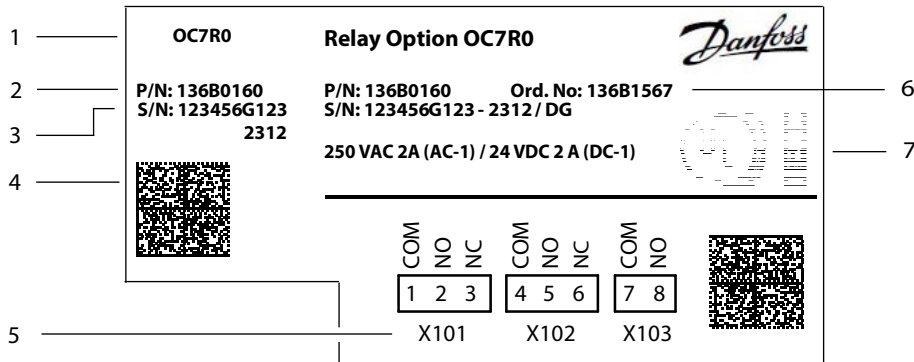 1
OC7R0
Relay Option OC7R0
Danfoss
2
P/N: 136B0160
P/N: 136B0160 Ord. No: 136B1567
6
3
S/N: 123456G123
S/N: 123456G123 - 2312 / DG
2312
250 VAC 2A (AC-1) / 24 VDC 2 A (DC-1)
7
4
COM NO NC COM NO NC COM NO
1 2 3 4 5 6 7 8
5
X101 X102 X103